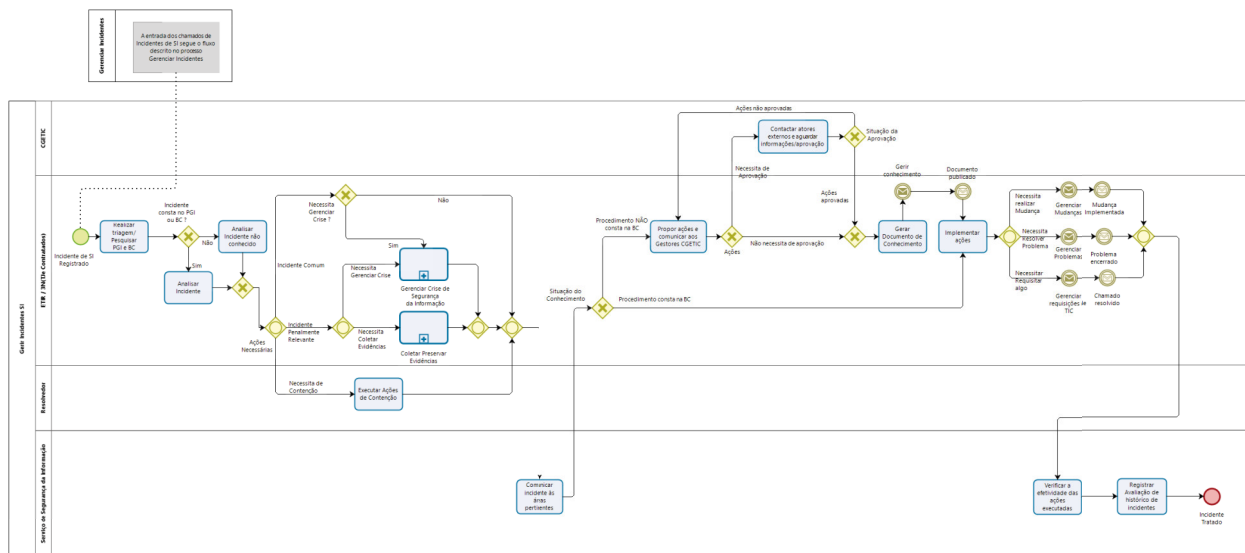 Gerenciar Incidentes
A entrada dos chamados de
Incidentes de SI segue o fluxo
descrito no processo
Gerenciar Incidentes
Gerir Incidentes SI
CGETIC
Ações não aprovadas
Contactar atores
externos e aguardar
informações/aprovação
Situação da
Aprovação
Necessita de
Aprovação
Ações
aprovadas
Gerir
conhecimento
Documento
publicado
Incidente de SI
Registrado
Realizar
triagem/
Pesquisar
PGI e BC
Incidente
consta no PGI
ou BC ?
Não
Sim
Analisar
Incidente não
conhecido
Analisar
Incidente
Ações
Necessárias
Incidente Comum
Necessita
Gerenciar
Crise ?
Não
Sim
Incidente
Penalmente
Relevante
Necessita
Gerenciar Crise
Gerenciar Crise de
Segurança
da Informação
Necessita
Coletar
Evidências
Coletar Preservar
Evidências
Situação do
Conhecimento
Procedimento NÃO
consta na BC
Procedimento consta na BC
Propor ações e
comunicar aos
Gestores CGETIC
Ações
Não necessita de aprovação
Gerar
Documento de
Conhecimento
Implementar
ações
Necessita
realizar
Mudança
Gerenciar
Mudanças
Mudança
Implementada
Necessita
Resolver
Problema
Gerenciar
Problemas
Problema
encerrado
Necessitar
Requisitar
algo
Gerenciar
requisições de
TIC
Chamado
resolvido
Resolvedor
Necessita de
Contenção
Executar Ações
de Contenção
Serviço de Segurança da Informação
Cominicar
incidente às
áreas
pertientes
Verificar a
efetividade das
ações
executadas
Registrar
Avaliação de
histórico de
incidentes
Incidente
Tratado